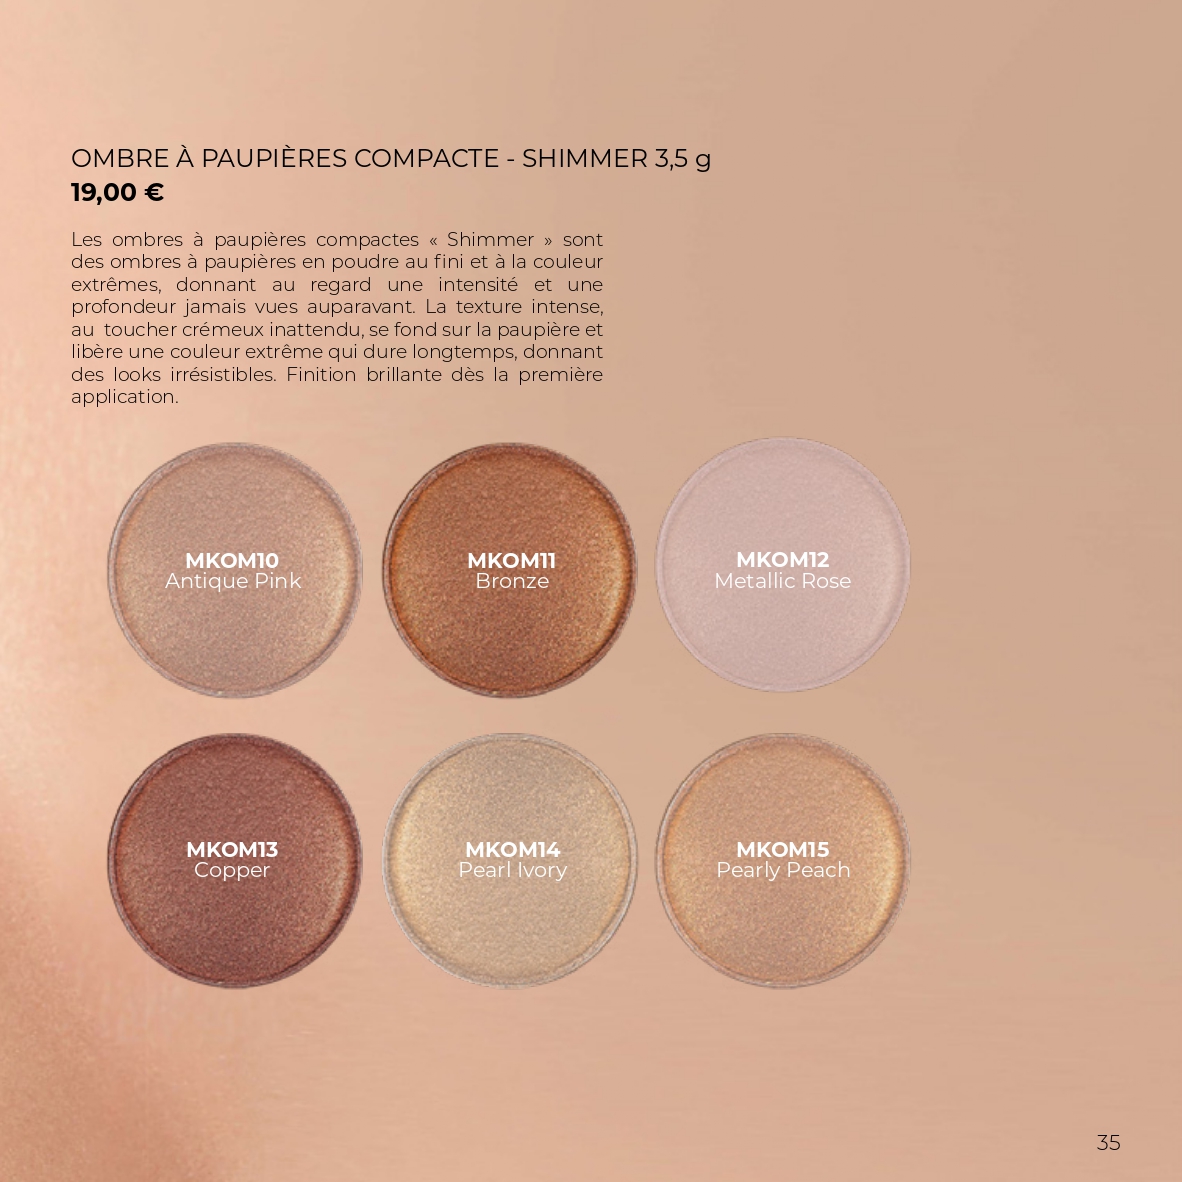 OMBRE À PAUPIÈRES COMPACTE - SHIMMER 3,5 g
19,00 €
Les ombres à paupières compactes « Shimmer » sont
des ombres à paupières en poudre au fini et à la couleur
extrêmes, donnant au regard une intensité et une
profondeur jamais vues auparavant. La texture intense,
au toucher crémeux inattendu, se fond sur la paupière et
libère une couleur extrême qui dure longtemps, donnant
des looks irrésistibles. Finition brillante dès la première
application.
MKOM10
Antique Pink
MKOM11
Bronze
MKOM12
Metallic Rose
MKOM13
Copper
MKOM14
Pearl Ivory
MKOM15
Pearly Peach
35